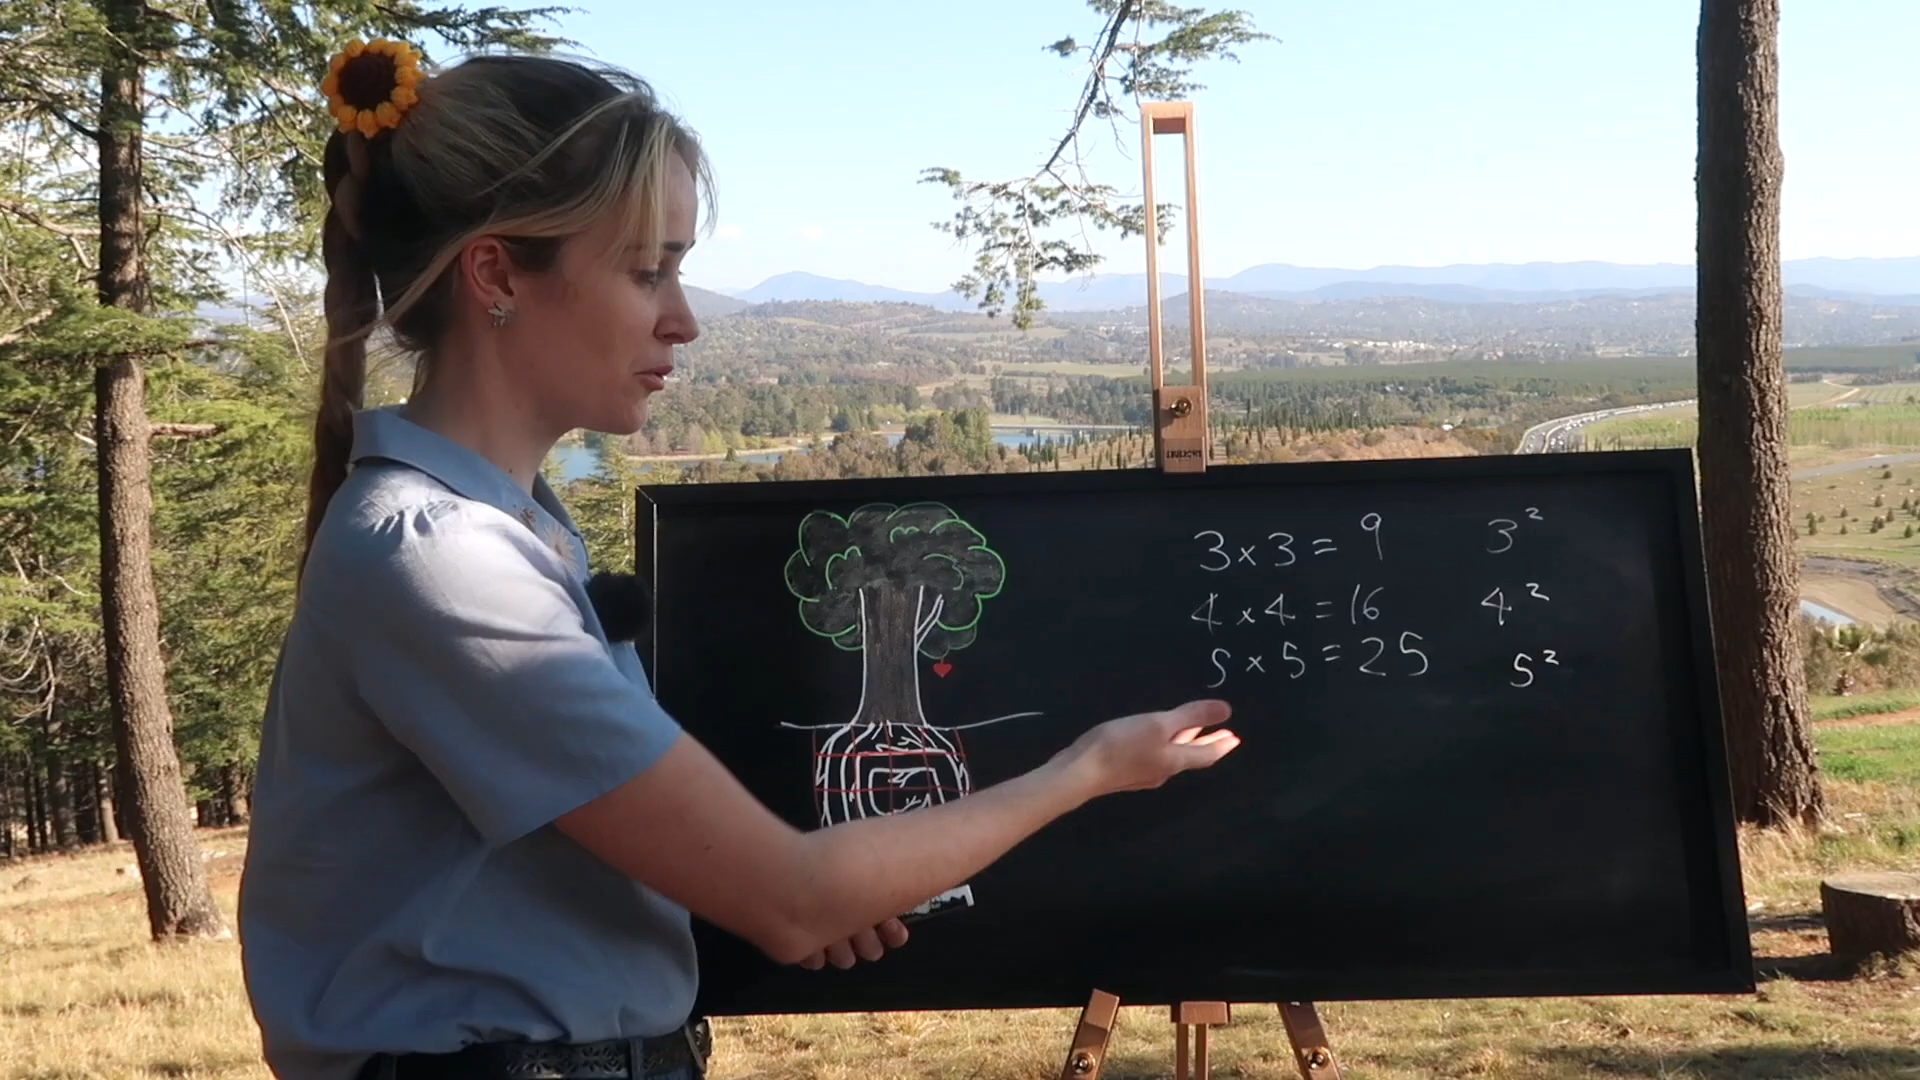 3 × 3 = 9 3²
4 × 4 = 16 4²
5 × 5 = 25 5²